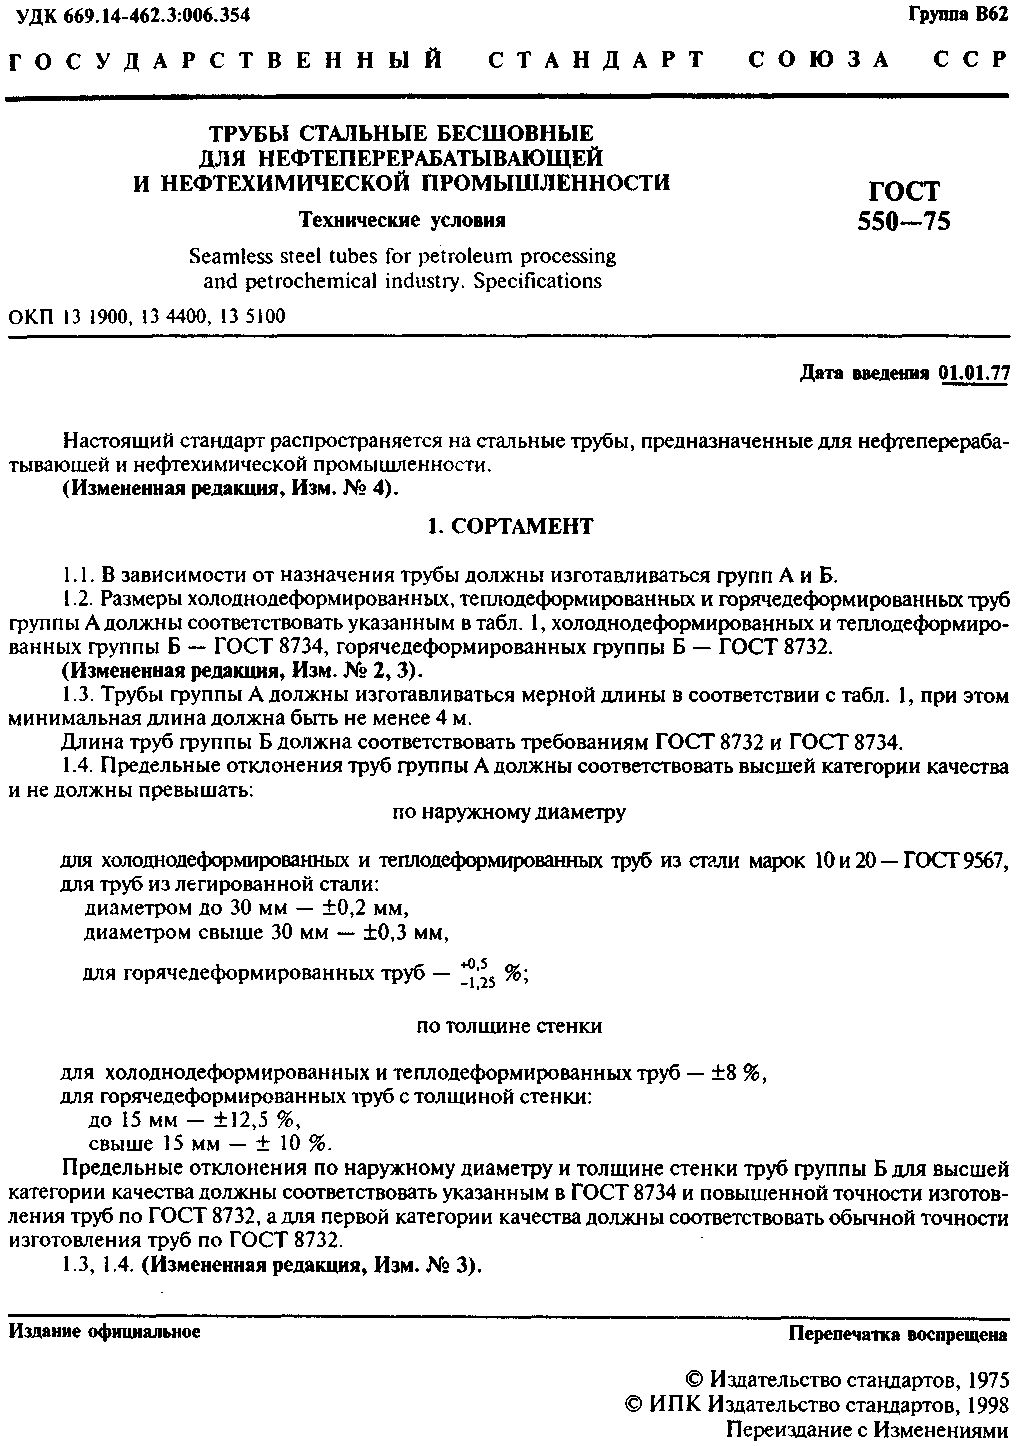 УДК 669.14-462.3:006.354
Группа В62
ГОСУДАРСТВЕННЫЙ СТАНДАРТ СОЮЗА ССР
ТРУБЫ СТАЛЬНЫЕ БЕСШОВНЫЕ
ДЛЯ НЕФТЕПЕРЕРАБАТЫВАЮЩЕЙ
И НЕФТЕХИМИЧЕСКОЙ ПРОМЫШЛЕННОСТИ
Технические условия
Seamless steel tubes for petroleum processing
and petrochemical industry. Specifications
ГОСТ
550—75
ОКП 13 1900, 13 4400, 13 5100
Дата введения 01.01.77
Настоящий стандарт распространяется на стальные трубы, предназначенные для нефтеперераба-
тывающей и нефтехимической промышленности.
(Измененная редакция, Изм. № 4).
1. СОРТАМЕНТ
1.1. В зависимости от назначения трубы должны изготавливаться групп А и Б.
1.2. Размеры холоднодеформированных, теплодеформированных и горячедеформированных труб
группы А должны соответствовать указанным в табл. 1, холоднодеформированных и теплодеформиро-
ванных группы Б — ГОСТ 8734, горячедеформированных группы Б — ГОСТ 8732.
(Измененная редакция, Изм. № 2, 3).
1.3. Трубы группы А должны изготавливаться мерной длины в соответствии с табл. 1, при этом
минимальная длина должна быть не менее 4 м.
Длина труб группы Б должна соответствовать требованиям ГОСТ 8732 и ГОСТ 8734.
1.4. Предельные отклонения труб группы А должны соответствовать высшей категории качества
и не должны превышать:
по наружному диаметру
для холоднодеформированных и теплодеформированных труб из стали марок 10 и 20 — ГОСТ 9567,
для труб из легированной стали:
диаметром до 30 мм — ±0,2 мм,
диаметром свыше 30 мм — ±0,3 мм,
для горячедеформированных труб — +0,5 −1,25 %;
по толщине стенки
для холоднодеформированных и теплодеформированных труб — ±8 %,
для горячедеформированных труб с толщиной стенки:
до 15 мм — ±12,5 %,
свыше 15 мм — ± 10 %.
Предельные отклонения по наружному диаметру и толщине стенки труб группы Б для высшей
категории качества должны соответствовать указанным в ГОСТ 8734 и повышенной точности изготов-
ления труб по ГОСТ 8732, а для первой категории качества должны соответствовать обычной точности
изготовления труб по ГОСТ 8732.
1.3, 1.4. (Измененная редакция, Изм. № 3).
Издание официальное
Перепечатка воспрещена
© Издательство стандартов, 1975
© ИПК Издательство стандартов, 1998
Переиздание с Изменениями